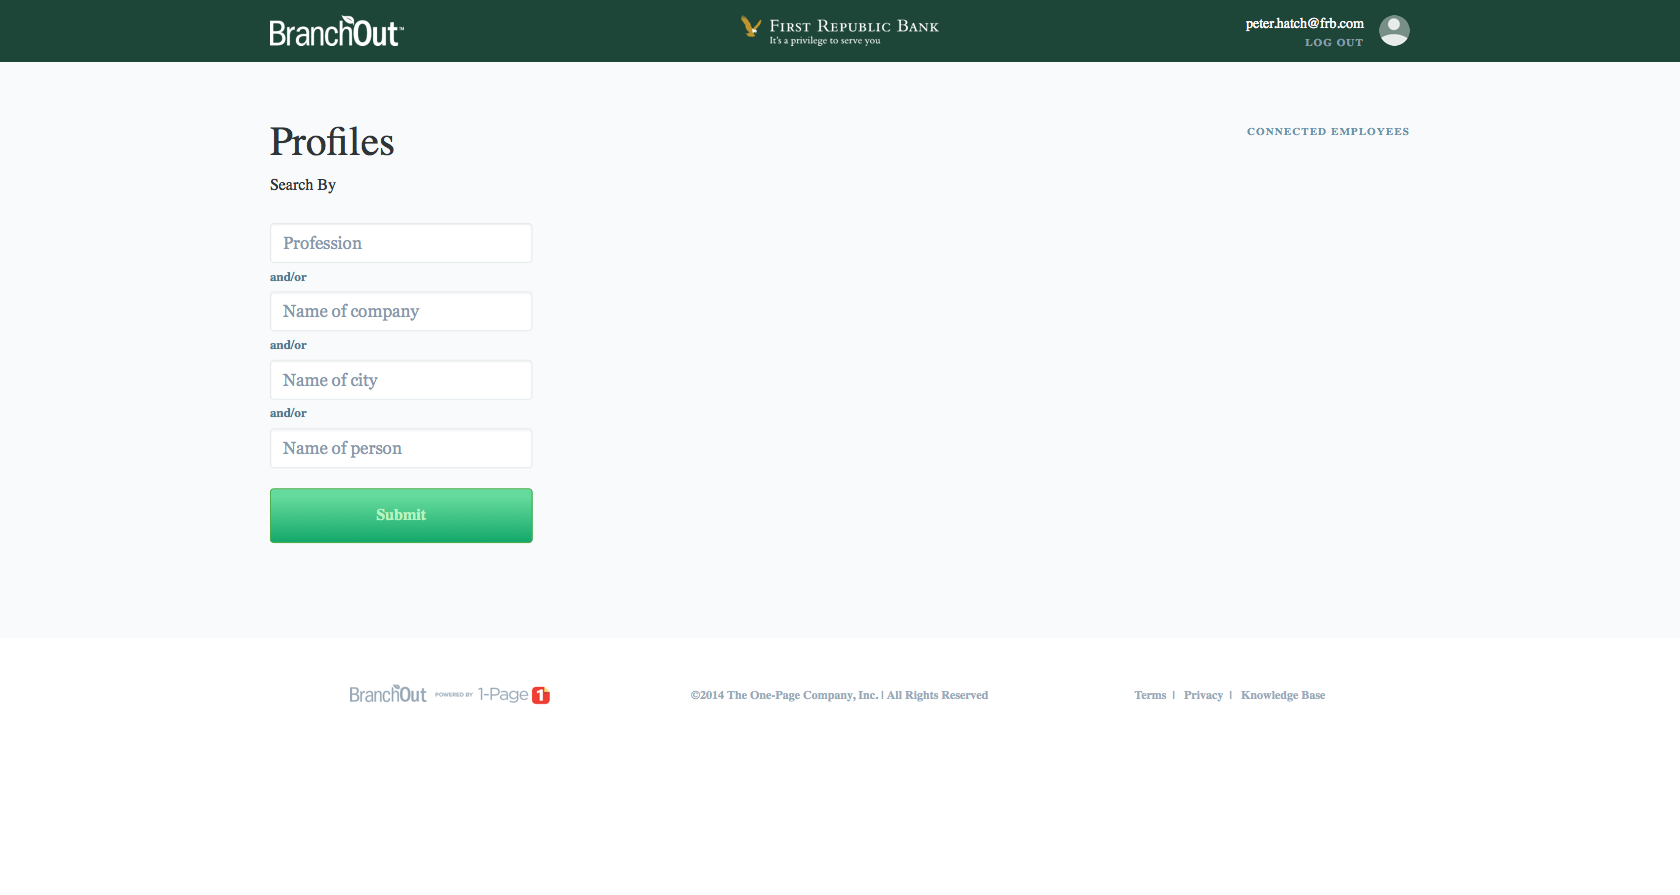 BranchOut™
First Republic Bank
It's a privilege to serve you
peter.hatch@frb.com
LOG OUT
Profiles
CONNECTED EMPLOYEES
Search By
Profession
and/or
Name of company
and/or
Name of city
and/or
Name of person
Submit
BranchOut POWERED BY 1-Page 1
©2014 The One-Page Company, Inc. | All Rights Reserved
Terms | Privacy | Knowledge Base